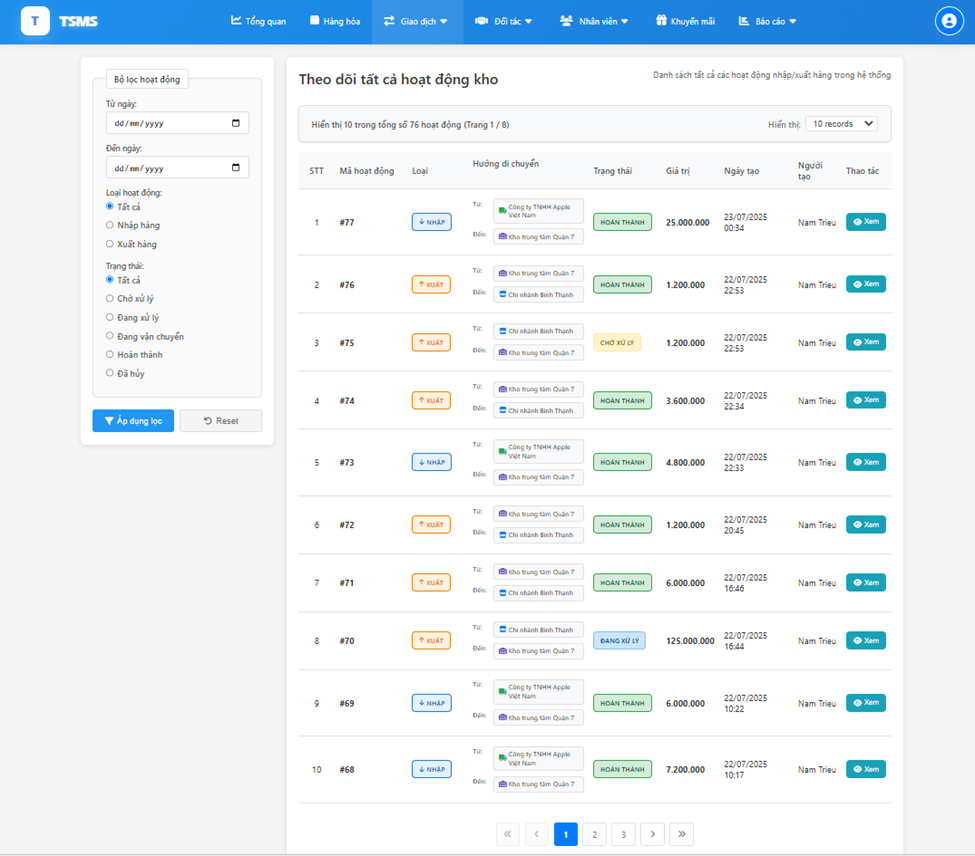 T TSMS Tổng quan Hàng hóa Giao dịch Đối tác Nhân viên Khuyến mãi Báo cáo
Bộ lọc hoạt động
Từ ngày:
dd/mm/yyyy
Đến ngày:
dd/mm/yyyy
Loại hoạt động:
Tất cả
Nhập hàng
Xuất hàng
Trạng thái:
Tất cả
Chờ xử lý
Đang xử lý
Đang vận chuyển
Hoàn thành
Đã hủy
Áp dụng lọc Reset
Theo dõi tất cả hoạt động kho
Danh sách tất cả các hoạt động nhập/xuất hàng trong hệ thống
Hiển thị 10 trong tổng số 76 hoạt động (Trang 1 / 8)
Hiển thị: 10 records
STT Mã hoạt động Loại Hướng di chuyển Trạng thái Giá trị Ngày tạo Người tạo Thao tác
1 #77 NHẬP Từ: Công ty TNHH Apple Việt Nam Đến: Kho trung tâm Quận 7 HOÀN THÀNH 25.000.000 23/07/2025 00:34 Nam Trieu Xem
2 #76 XUẤT Từ: Kho trung tâm Quận 7 Đến: Chi nhánh Bình Thạnh HOÀN THÀNH 1.200.000 22/07/2025 22:53 Nam Trieu Xem
3 #75 XUẤT Từ: Chi nhánh Bình Thạnh Đến: Kho trung tâm Quận 7 CHỜ XỬ LÝ 1.200.000 22/07/2025 22:53 Nam Trieu Xem
4 #74 XUẤT Từ: Kho trung tâm Quận 7 Đến: Chi nhánh Bình Thạnh HOÀN THÀNH 3.600.000 22/07/2025 22:34 Nam Trieu Xem
5 #73 NHẬP Từ: Công ty TNHH Apple Việt Nam Đến: Kho trung tâm Quận 7 HOÀN THÀNH 4.800.000 22/07/2025 22:33 Nam Trieu Xem
6 #72 XUẤT Từ: Kho trung tâm Quận 7 Đến: Chi nhánh Bình Thạnh HOÀN THÀNH 1.200.000 22/07/2025 20:45 Nam Trieu Xem
7 #71 XUẤT Từ: Kho trung tâm Quận 7 Đến: Chi nhánh Bình Thạnh HOÀN THÀNH 6.000.000 22/07/2025 16:46 Nam Trieu Xem
8 #70 XUẤT Từ: Chi nhánh Bình Thạnh Đến: Kho trung tâm Quận 7 ĐANG XỬ LÝ 125.000.000 22/07/2025 16:44 Nam Trieu Xem
9 #69 NHẬP Từ: Công ty TNHH Apple Việt Nam Đến: Kho trung tâm Quận 7 HOÀN THÀNH 6.000.000 22/07/2025 10:22 Nam Trieu Xem
10 #68 NHẬP Từ: Công ty TNHH Apple Việt Nam Đến: Kho trung tâm Quận 7 HOÀN THÀNH 7.200.000 22/07/2025 10:17 Nam Trieu Xem
« ‹ 1 2 3 › »